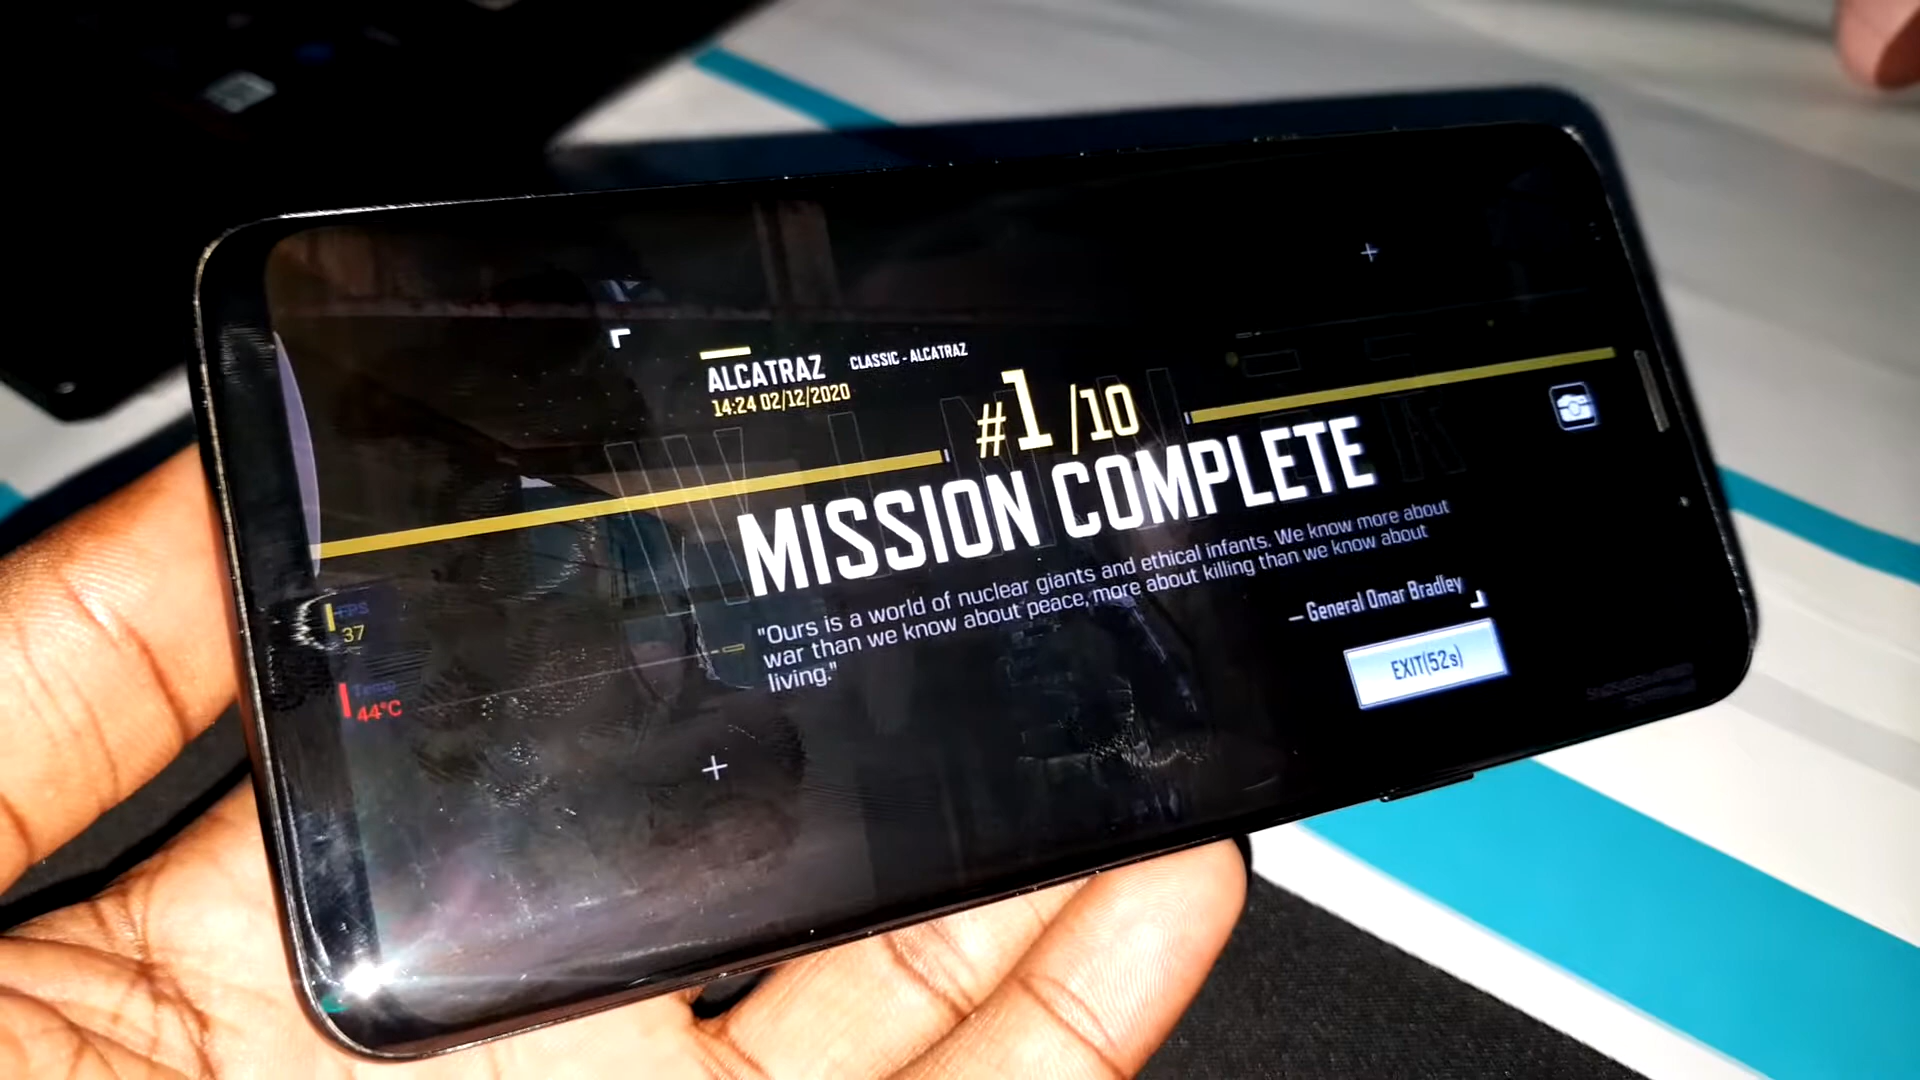 ALCATRAZ CLASSIC - ALCATRAZ
14:24 02/12/2020
#1/10
MISSION COMPLETE
"Ours is a world of nuclear giants and ethical infants. We know more about
war than we know about peace, more about killing than we know about
living."
– General Omar Bradley
EXIT(52s)
FPS
37
Temp
44°C